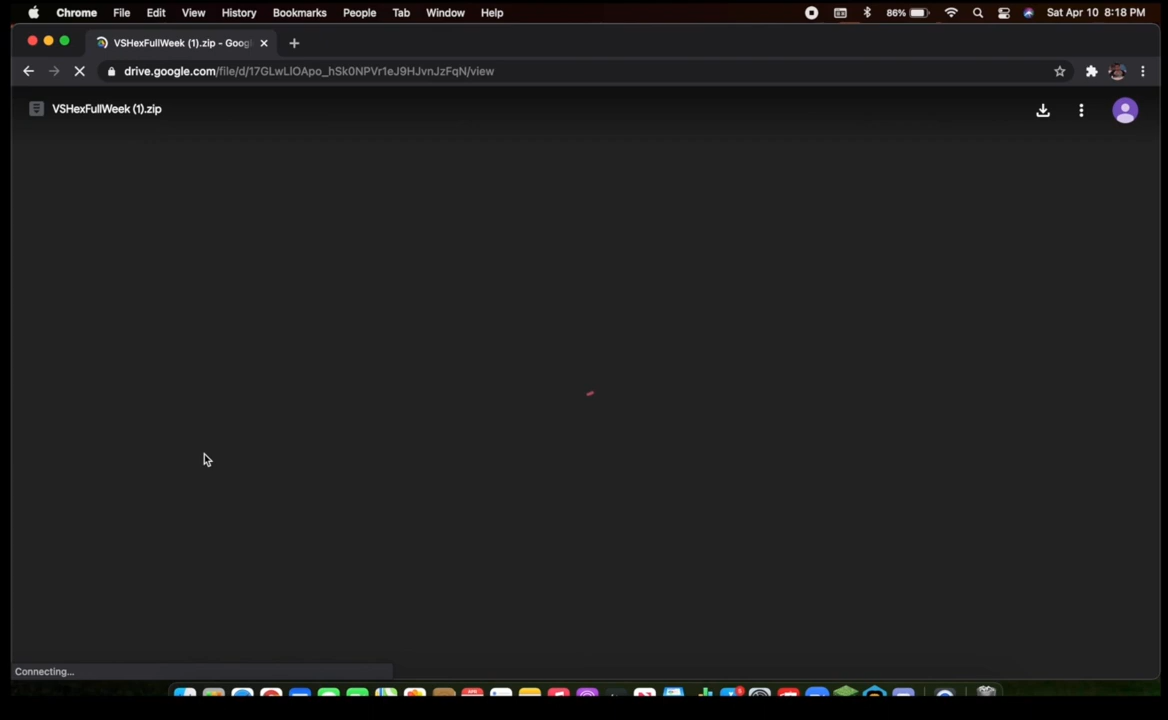 Chrome File Edit View History Bookmarks People Tab Window Help 86% Sat Apr 10 8:18 PM
VSHexFullWeek (1).zip - Goog
drive.google.com/file/d/17GLwLIOApo_hSk0NPVr1eJ9HJvnJzFqN/view
VSHexFullWeek (1).zip
Connecting...